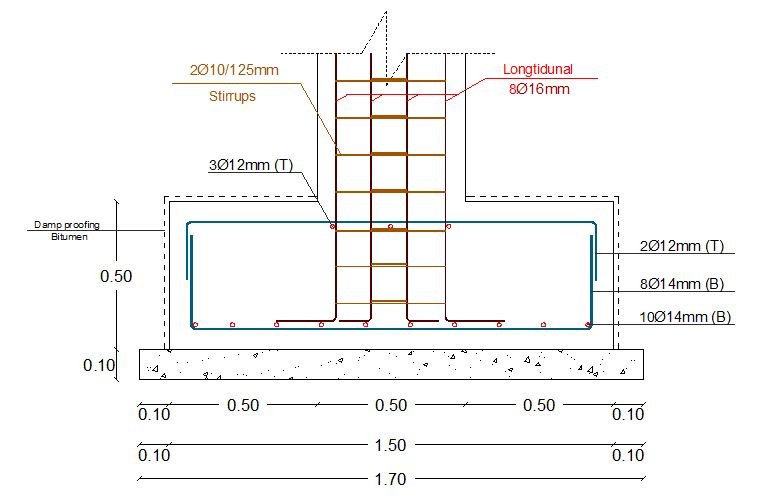 2Ø10/125mm
Stirrups
Longtidunal
8Ø16mm
3Ø12mm (T)
Damp proofing
Bitumen
2Ø12mm (T)
0.50
8Ø14mm (B)
10Ø14mm (B)
0.10
0.10 0.50 0.50 0.50 0.10
0.10 1.50 0.10
1.70